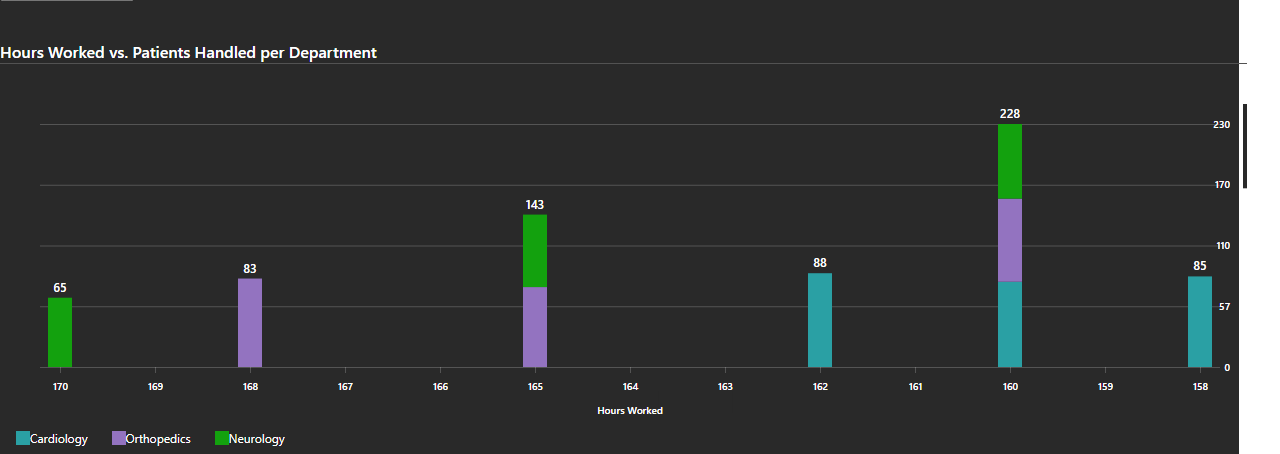 Hours Worked vs. Patients Handled per Department
228
230
170
143
110
88
85
83
65
57
0
170 169 168 167 166 165 164 163 162 161 160 159 158
Hours Worked
Cardiology Orthopedics Neurology